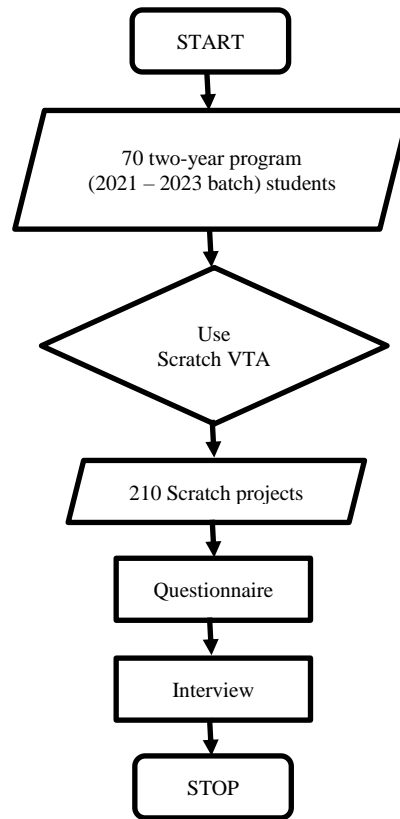 START
70 two-year program
(2021 – 2023 batch) students
Use
Scratch VTA
210 Scratch projects
Questionnaire
Interview
STOP